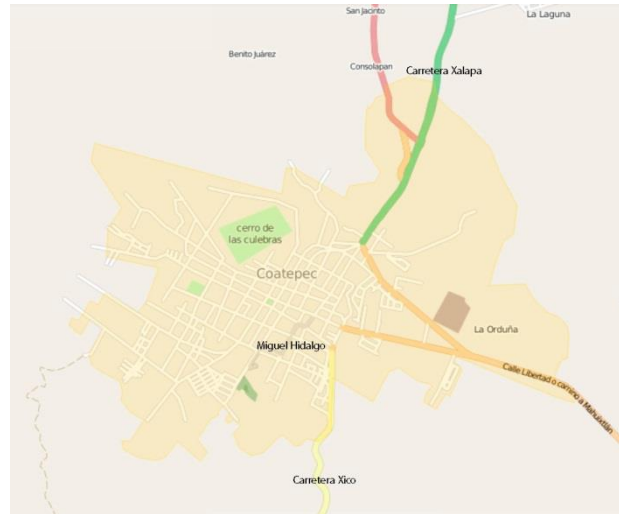 San Jacinto
La Laguna
Benito Juárez
Consolapan
Carretera Xalapa
cerro de
las culebras
Coatepec
La Orduña
Miguel Hidalgo
Calle Libertad o camino a Mahuixtlán
Carretera Xico